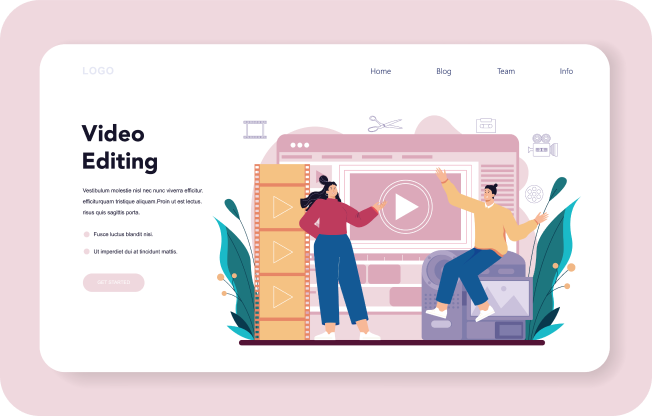 LOGO
Home
Blog
Team
Info
Video
Editing
Vestibulum molestie nisl nec nunc viverra efficitur.
efficiturquam tristique aliquam.Proin ut est lectus.
risus quis sagittis porta.
Fusce luctus blandit nisi.
Ut imperdiet dui at tincidunt mattis.
GET STARTED